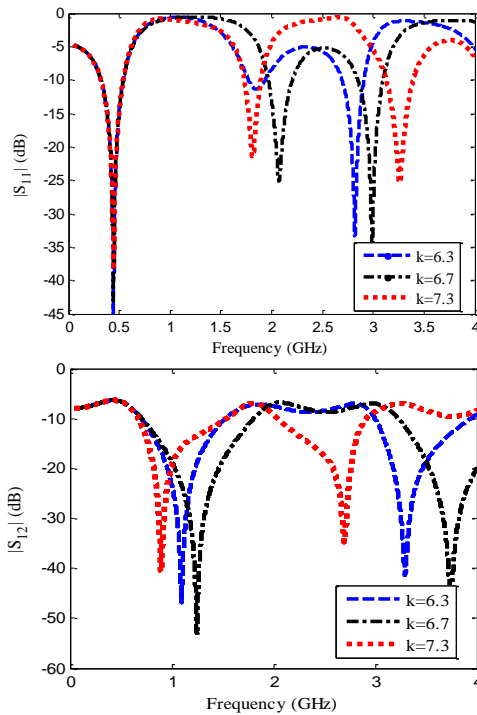 0
-5
-10
-15
-20
-25
-30
-35
-40
-45
|S11| (dB)
k=6.3
k=6.7
k=7.3
0 0.5 1 1.5 2 2.5 3 3.5 4
Frequency (GHz)
0
-10
-20
-30
-40
-50
-60
|S12| (dB)
k=6.3
k=6.7
k=7.3
0 1 2 3 4
Frequency (GHz)